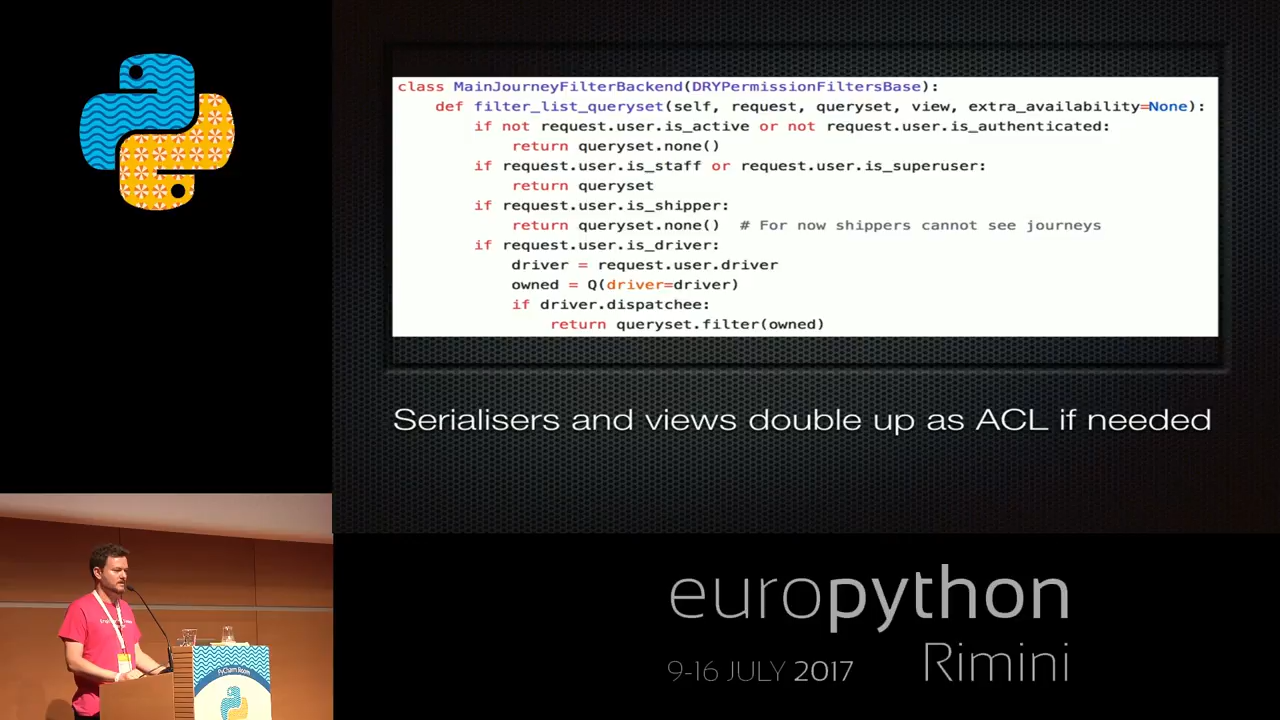 class MainJourneyFilterBackend(DRYPermissionFiltersBase):
def filter_list_queryset(self, request, queryset, view, extra_availability=None):
if not request.user.is_active or not request.user.is_authenticated:
return queryset.none()
if request.user.is_staff or request.user.is_superuser:
return queryset
if request.user.is_shipper:
return queryset.none()  # For now shippers cannot see journeys
if request.user.is_driver:
driver = request.user.driver
owned = Q(driver=driver)
if driver.dispatchee:
return queryset.filter(owned)
Serialisers and views double up as ACL if needed
PyCharm Room
europython
Rimini
9-16 JULY 2017